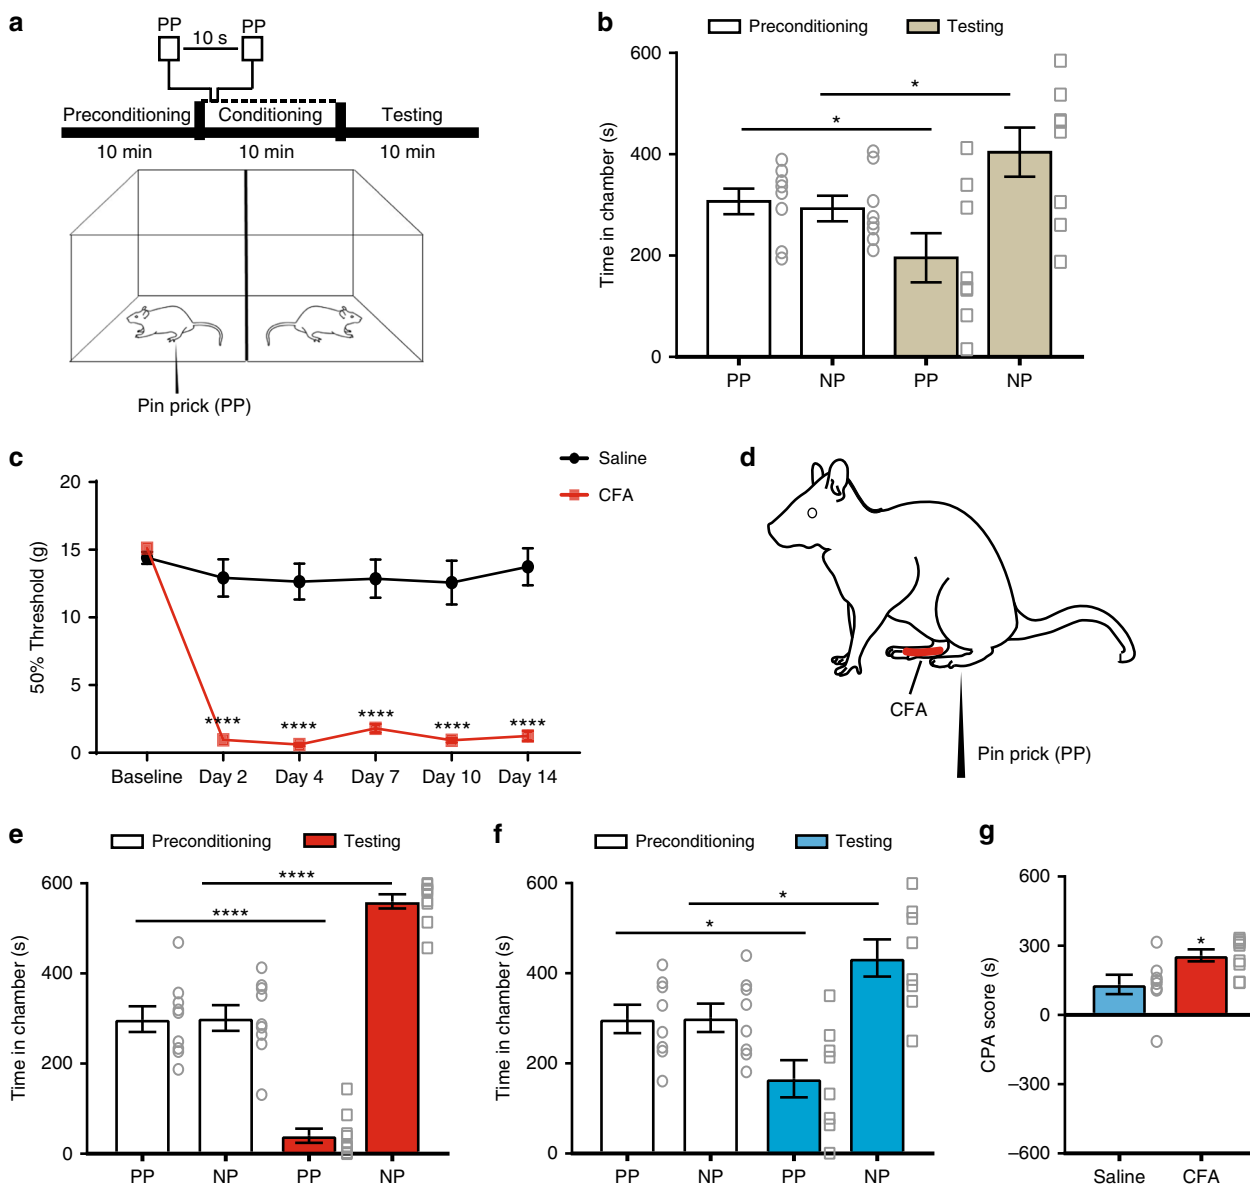 a
PP
10 s
PP
Preconditioning
Conditioning
Testing
10 min
10 min
10 min
Pin prick (PP)
b
Preconditioning
Testing
Time in chamber (s)
600
400
200
0
*
*
PP
NP
PP
NP
c
Saline
CFA
50% Threshold (g)
20
15
10
5
0
****
****
****
****
****
Baseline
Day 2
Day 4
Day 7
Day 10
Day 14
d
CFA
Pin prick (PP)
e
Preconditioning
Testing
Time in chamber (s)
600
400
200
0
****
****
PP
NP
PP
NP
f
Preconditioning
Testing
Time in chamber (s)
600
400
200
0
*
*
PP
NP
PP
NP
g
CPA score (s)
600
300
0
−300
−600
*
Saline
CFA